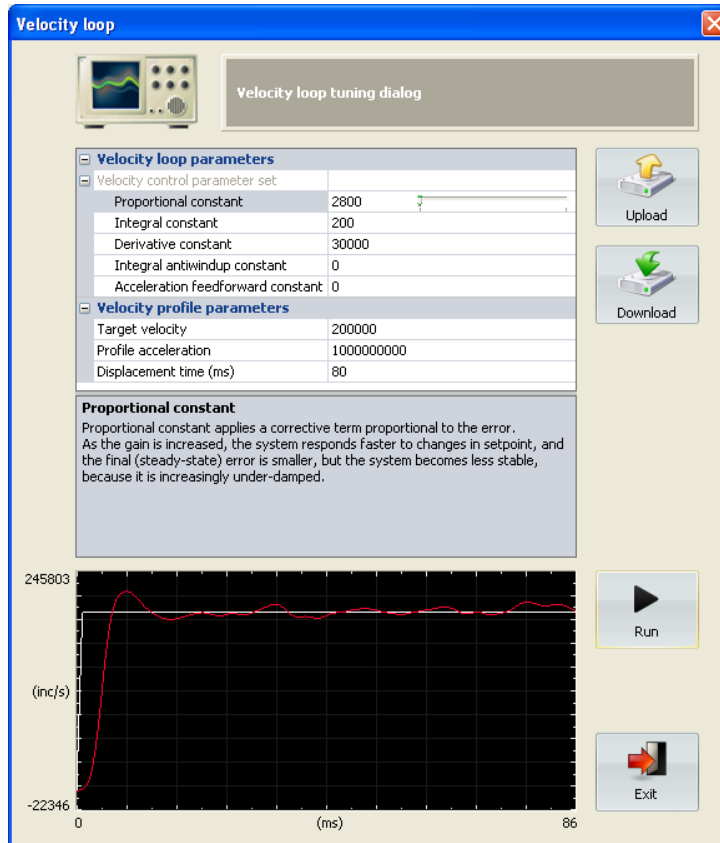 Velocity loop
Velocity loop tuning dialog
Velocity loop parameters
Velocity control parameter set
Proportional constant 2800
Integral constant 200
Derivative constant 30000
Integral antiwindup constant 0
Acceleration feedforward constant 0
Velocity profile parameters
Target velocity 200000
Profile acceleration 1000000000
Displacement time (ms) 80
Upload
Download
Proportional constant
Proportional constant applies a corrective term proportional to the error.
As the gain is increased, the system responds faster to changes in setpoint, and
the final (steady-state) error is smaller, but the system becomes less stable,
because it is increasingly under-damped.
245803
(inc/s)
-22346
0 (ms) 86
Run
Exit